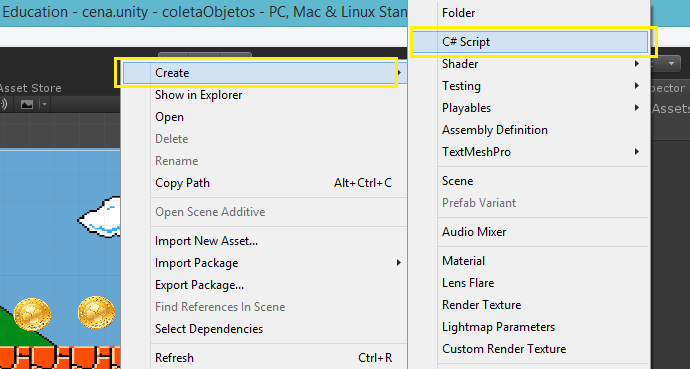 Education - cena.unity - coletaObjetos - PC, Mac & Linux Stan
Asset Store
Create
Show in Explorer
Open
Delete
Rename
Copy Path Alt+Ctrl+C
Open Scene Additive
Import New Asset...
Import Package
Export Package...
Find References In Scene
Select Dependencies
Refresh Ctrl+R
Folder
C# Script
Shader
Testing
Playables
Assembly Definition
TextMeshPro
Scene
Prefab Variant
Audio Mixer
Material
Lens Flare
Render Texture
Lightmap Parameters
Custom Render Texture
pector
Assets